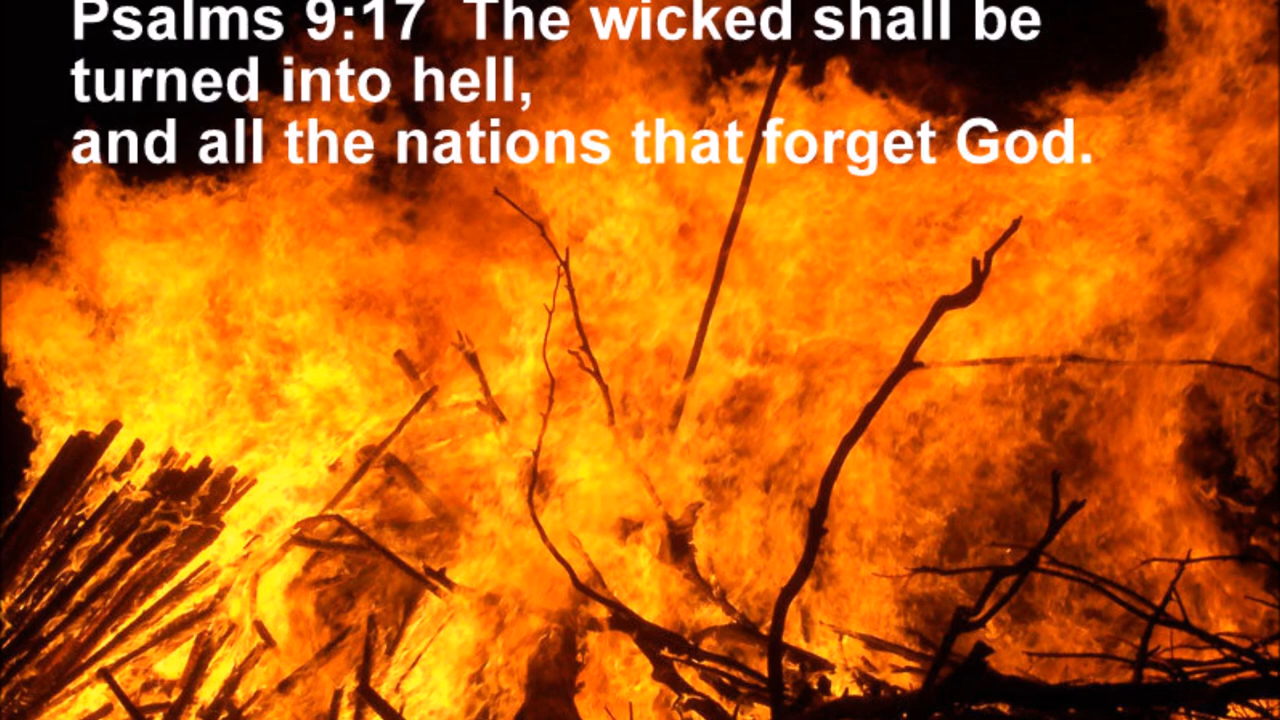 Psalms 9:17  The wicked shall be
turned into hell,
and all the nations that forget God.